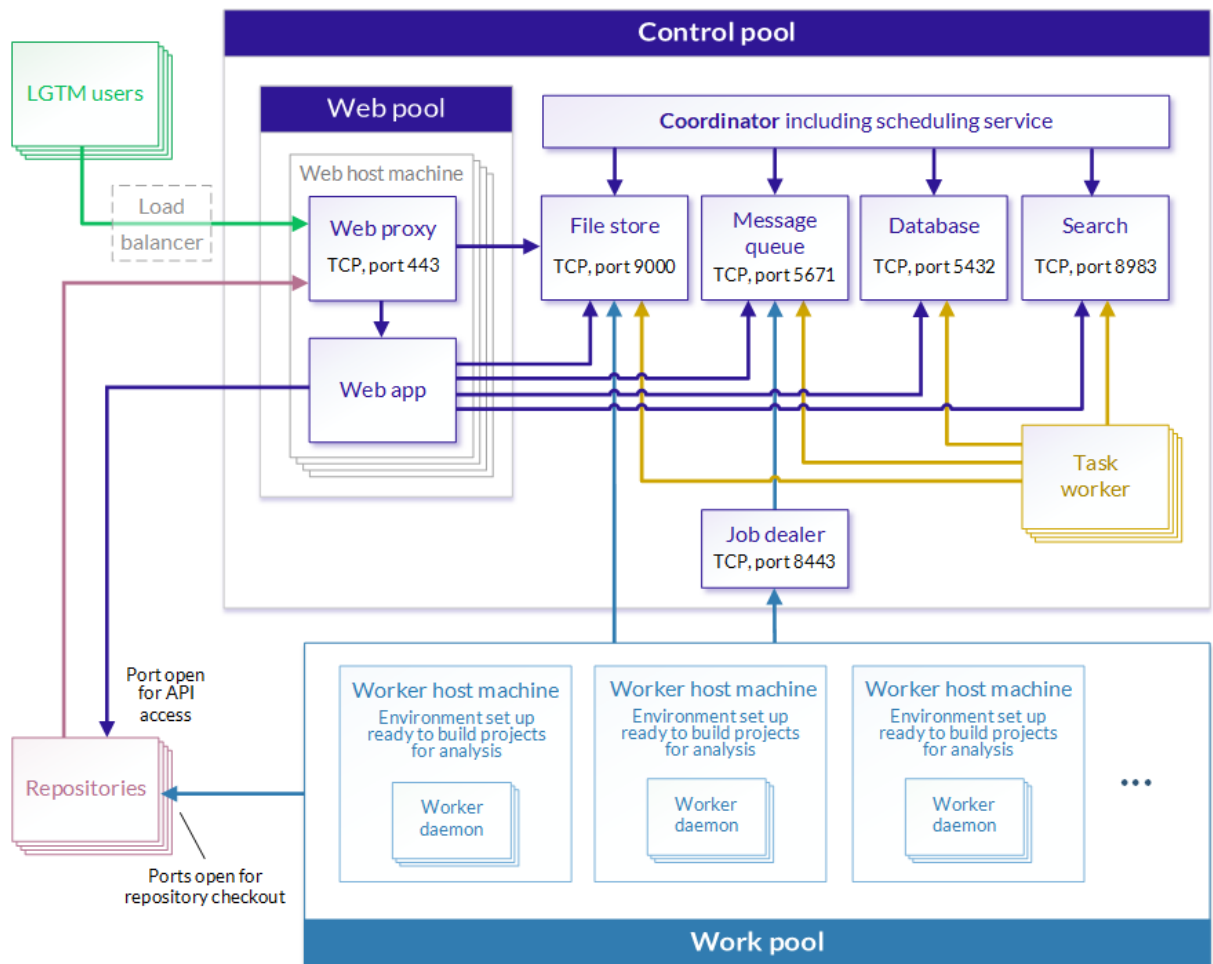 Control pool
LGTM users
Web pool
Coordinator including scheduling service
Web host machine
Load
balancer
Web proxy
TCP, port 443
File store
TCP, port 9000
Message
queue
TCP, port 5671
Database
TCP, port 5432
Search
TCP, port 8983
Web app
Task
worker
Job dealer
TCP, port 8443
Port open
for API
access
Worker host machine
Environment set up
ready to build projects
for analysis
Worker
daemon
Worker host machine
Environment set up
ready to build projects
for analysis
Worker
daemon
Worker host machine
Environment set up
ready to build projects
for analysis
Worker
daemon
...
Repositories
Ports open for
repository checkout
Work pool